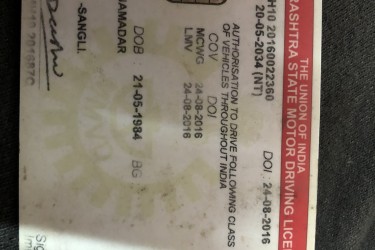 THE UNION OF INDIA
RASHTRA STATE MOTOR DRIVING LICE
H10 20160022360
DOI : 24-08-2016
20-05-2034 (NT)
AUTHORISATION TO DRIVE FOLLOWING CLASS
OF VEHICLES THROUGHOUT INDIA
COV DOI
MCWG 24-08-2016
LMV 24-08-2016
DOB : 21-05-1984 BG
JAMADAR
-SANGLI.